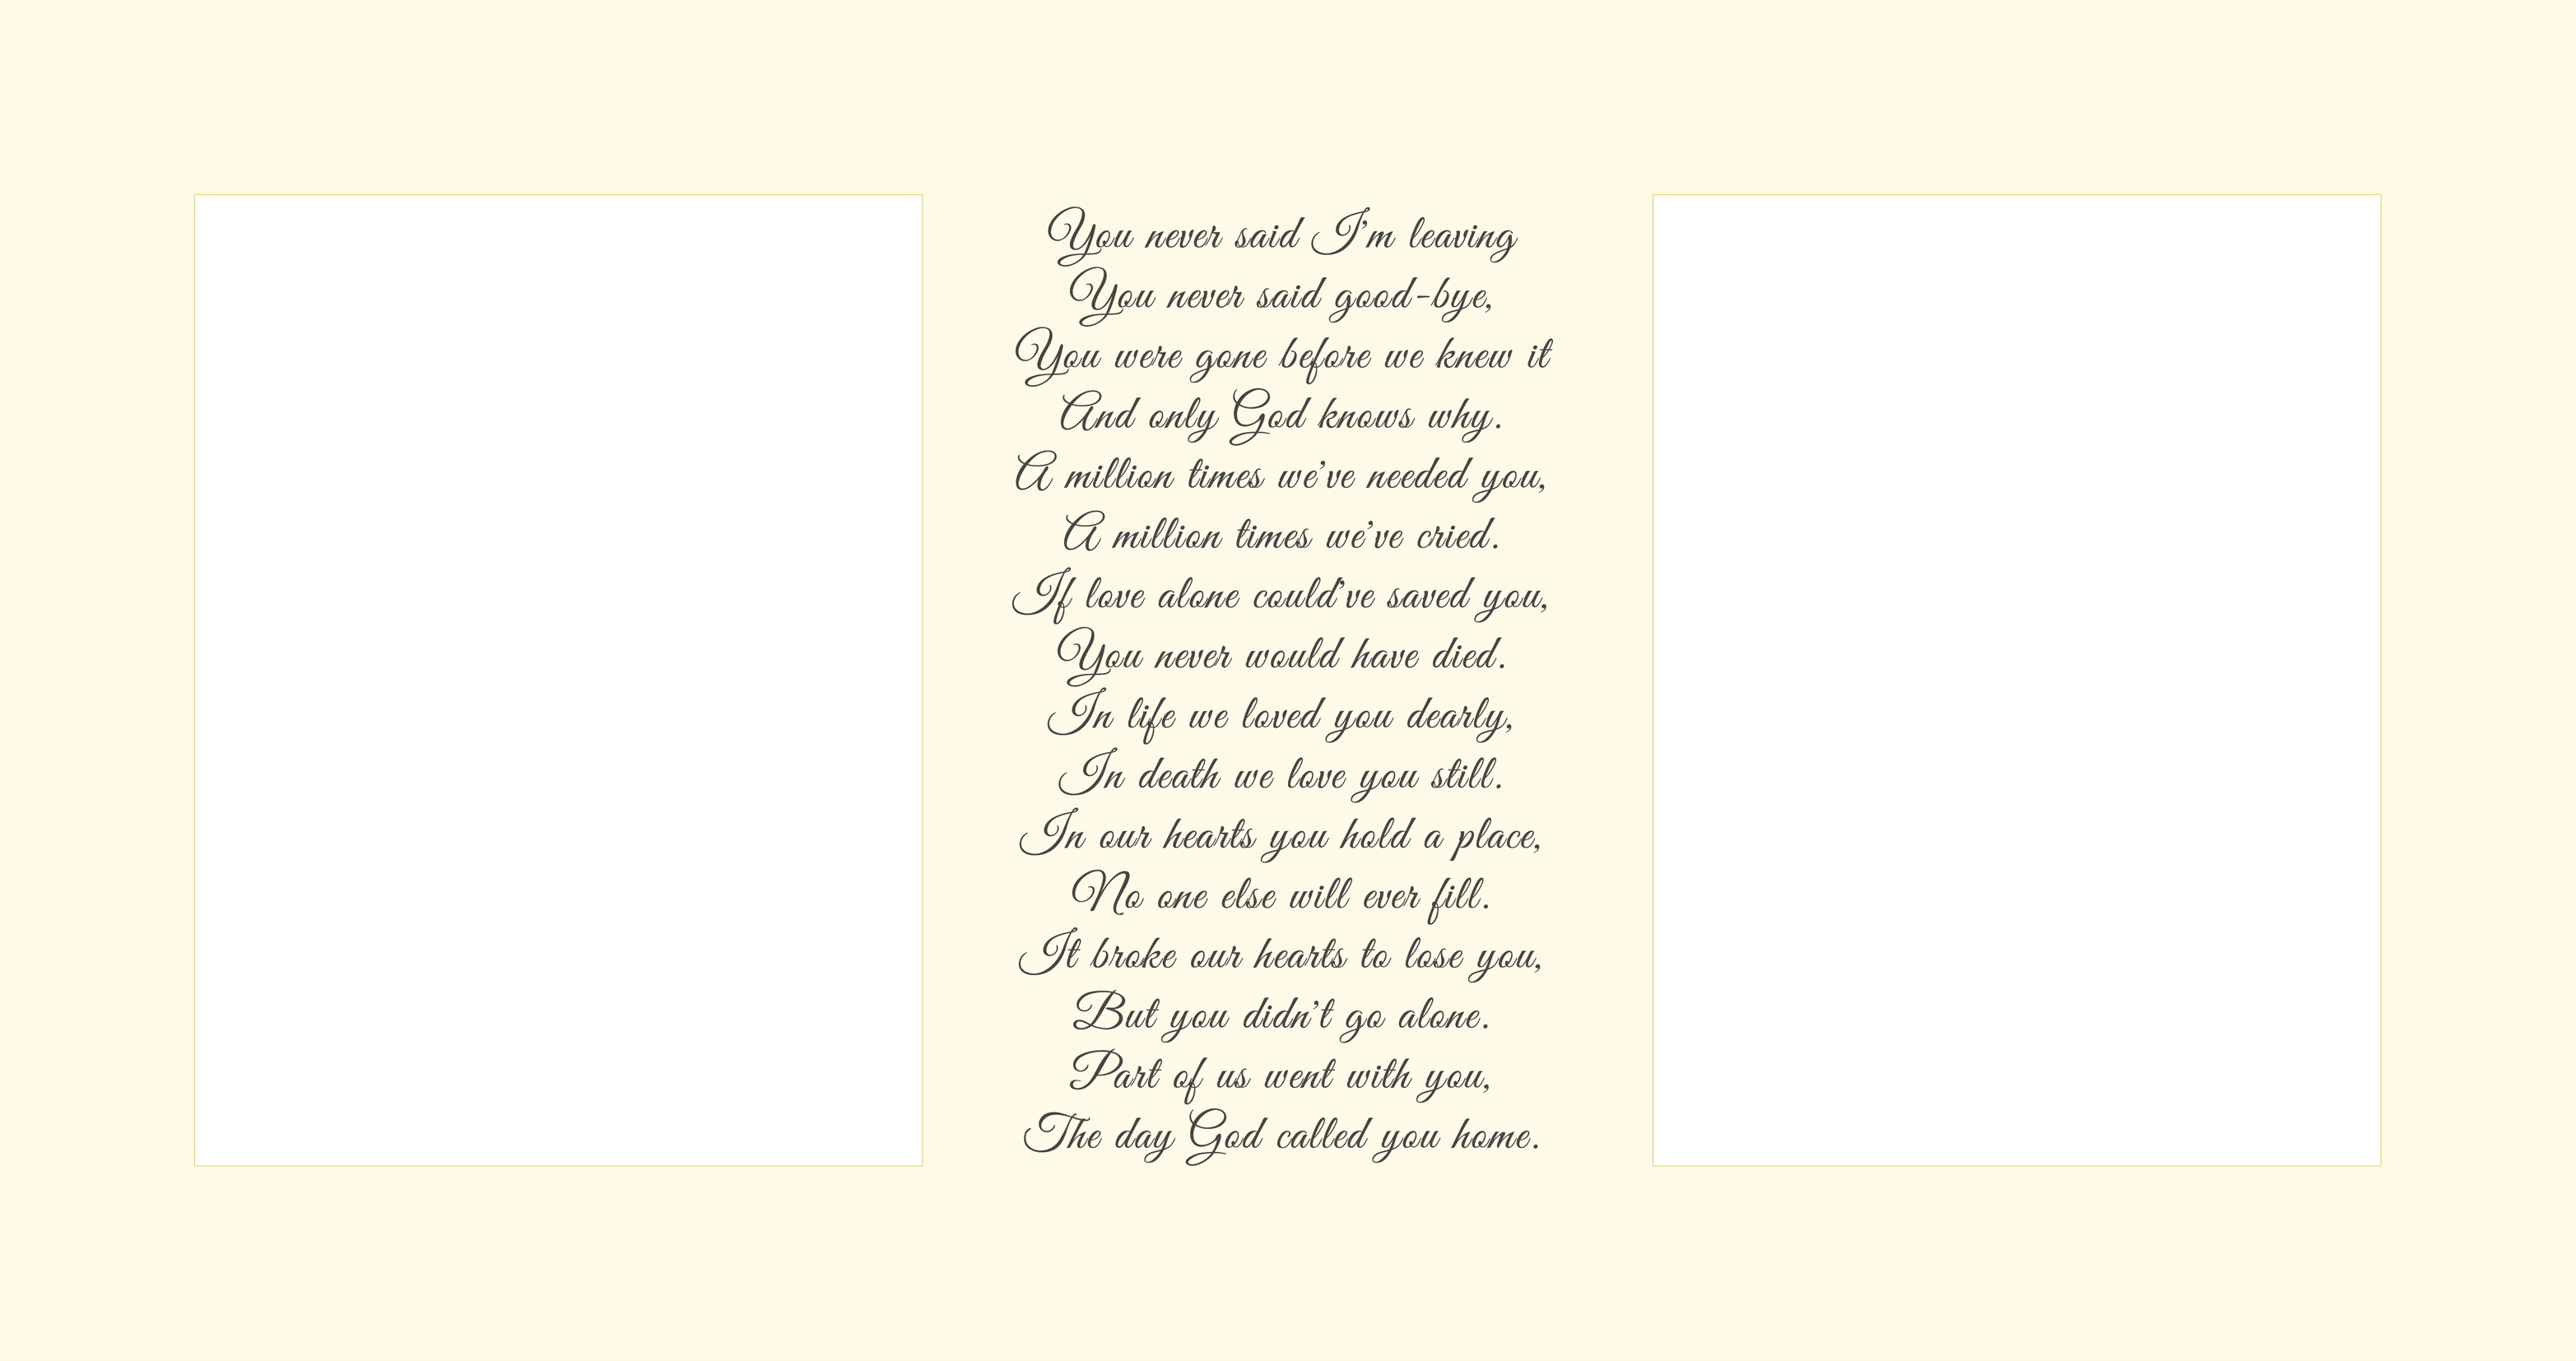 You never said I'm leaving
You never said good-bye,
You were gone before we knew it
And only God knows why.
A million times we've needed you,
A million times we've cried.
If love alone could've saved you,
You never would have died.
In life we loved you dearly,
In death we love you still.
In our hearts you hold a place,
No one else will ever fill.
It broke our hearts to lose you,
But you didn't go alone.
Part of us went with you,
The day God called you home.